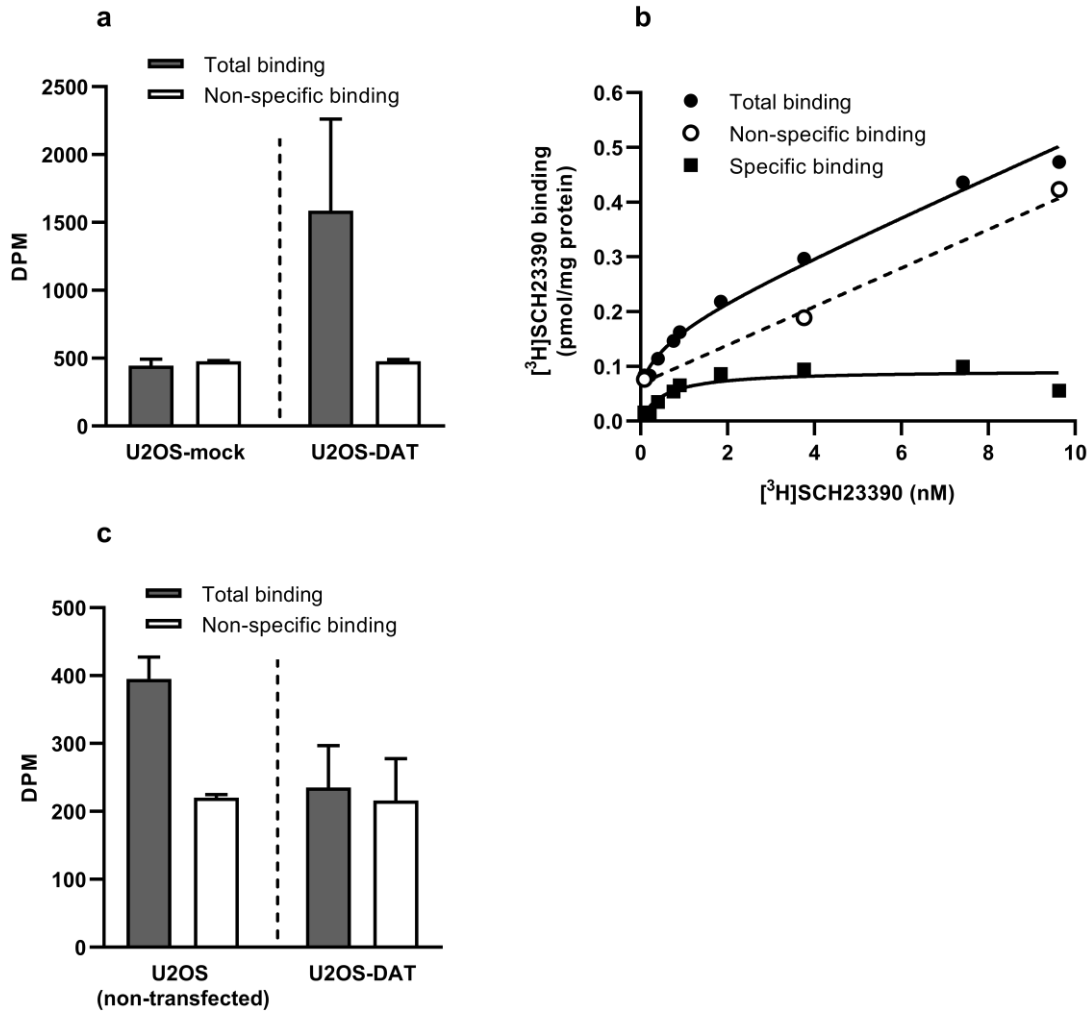 a
Total binding
Non-specific binding
2500
2000
1500
1000
500
0
DPM
U2OS-mock
U2OS-DAT
b
Total binding
Non-specific binding
Specific binding
0.6
0.5
0.4
0.3
0.2
0.1
0.0
[³H]SCH23390 binding
(pmol/mg protein)
0 2 4 6 8 10
[³H]SCH23390 (nM)
c
Total binding
Non-specific binding
500
400
300
200
100
0
DPM
U2OS
(non-transfected)
U2OS-DAT